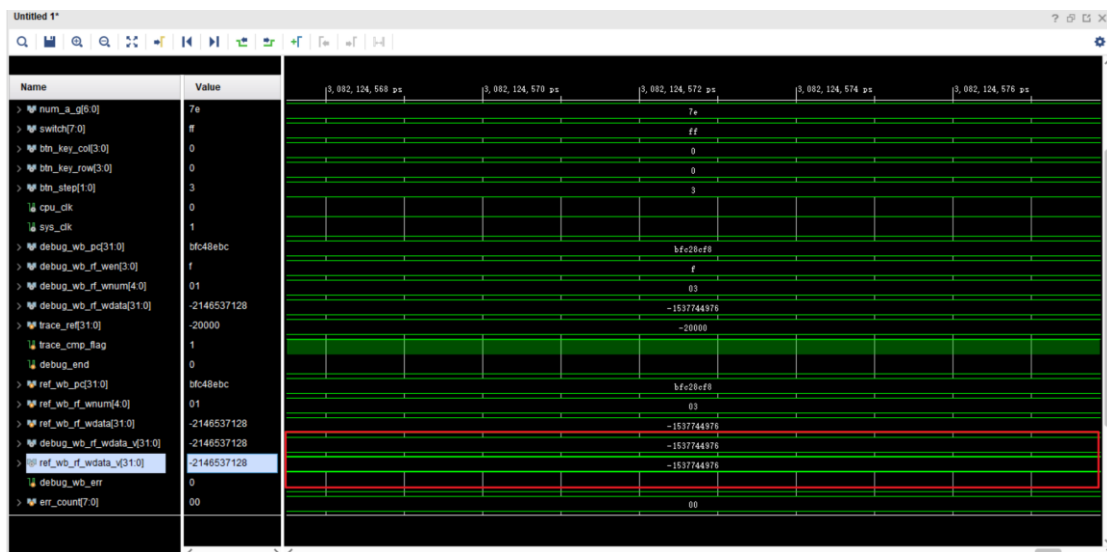 Untitled 1*
Name Value
3,082,124,568 ps 3,082,124,570 ps 3,082,124,572 ps 3,082,124,574 ps 3,082,124,576 ps
num_a_g[6:0] 7e 7e
switch[7:0] ff ff
btn_key_col[3:0] 0 0
btn_key_row[3:0] 0 0
btn_step[1:0] 3 3
cpu_clk 0
sys_clk 1
debug_wb_pc[31:0] bfc48ebc bfc28cf8
debug_wb_rf_wen[3:0] f f
debug_wb_rf_wnum[4:0] 01 03
debug_wb_rf_wdata[31:0] -2146537128 -1537744976
trace_ref[31:0] -20000 -20000
trace_cmp_flag 1
debug_end 0
ref_wb_pc[31:0] bfc48ebc bfc28cf8
ref_wb_rf_wnum[4:0] 01 03
ref_wb_rf_wdata[31:0] -2146537128 -1537744976
debug_wb_rf_wdata_v[31:0] -2146537128 -1537744976
ref_wb_rf_wdata_v[31:0] -2146537128 -1537744976
debug_wb_err 0
err_count[7:0] 00 00